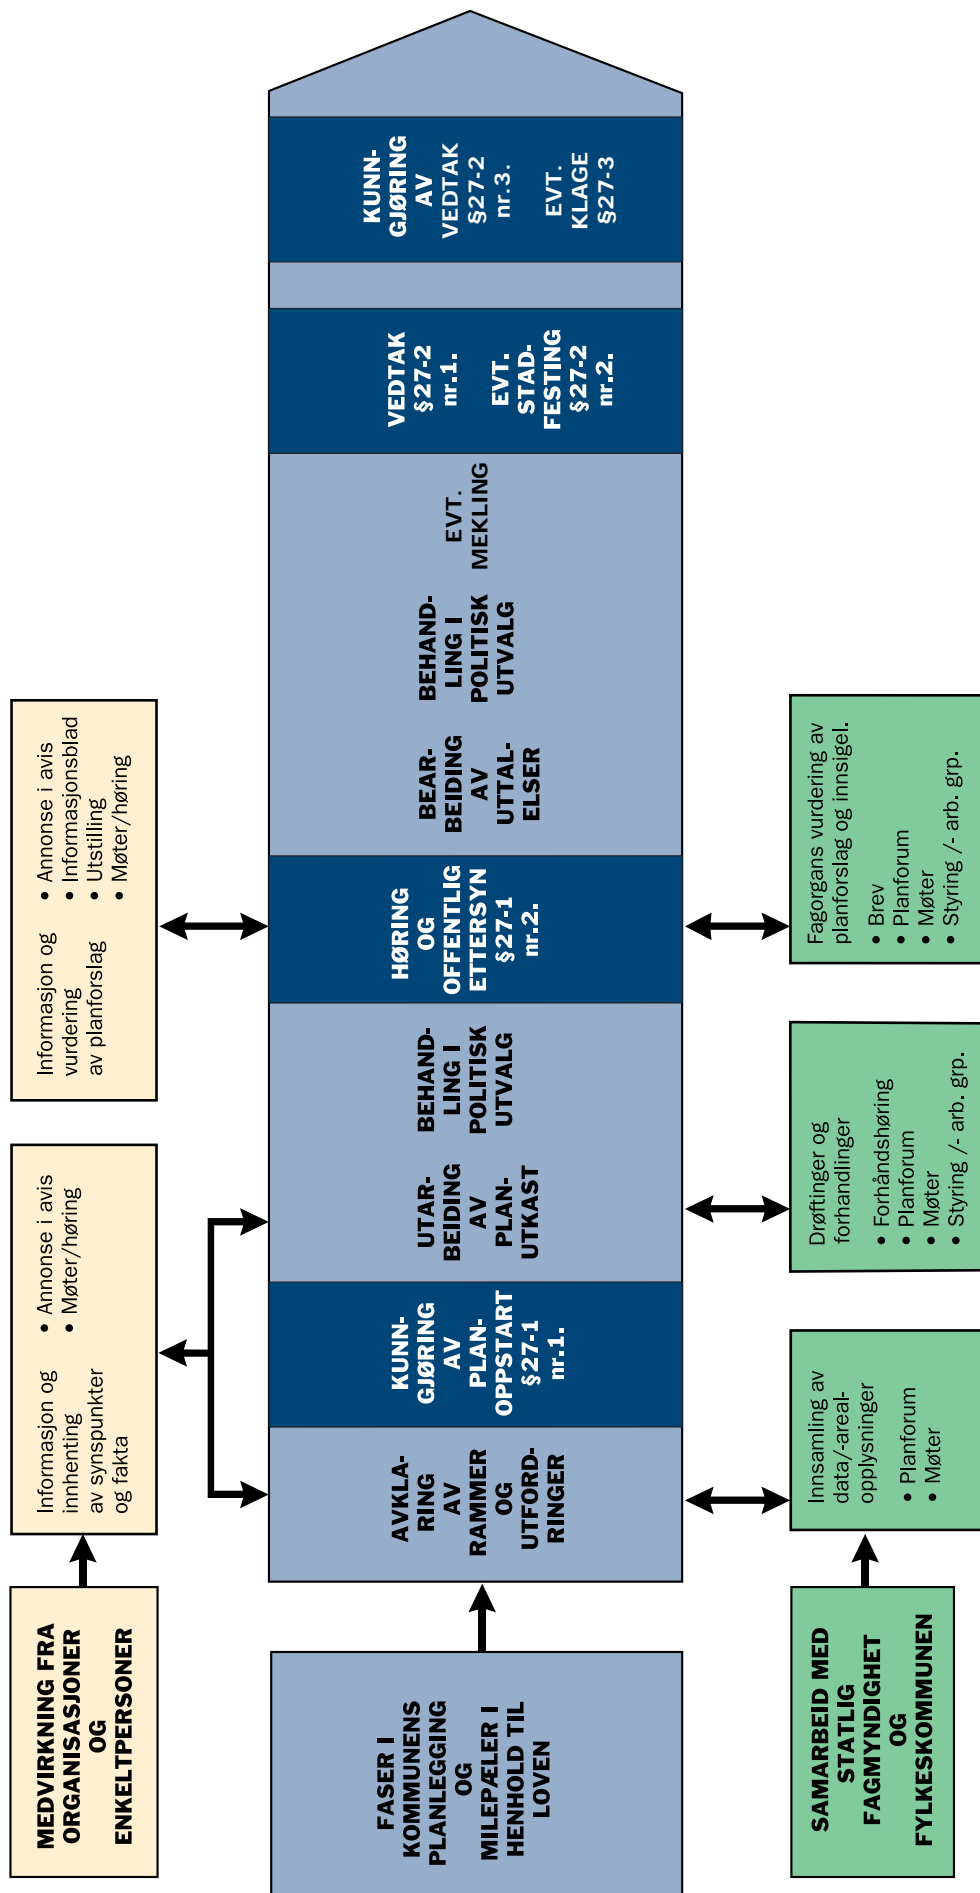 MEDVIRKNING FRA
ORGANISASJONER
OG
ENKELTPERSONER
Informasjon og
innhenting
av synspunkter
og fakta
• Annonse i avis
• Møter/høring
Informasjon og
vurdering
av planforslag
• Annonse i avis
• Informasjonsblad
• Utstilling
• Møter/høring
FASER I
KOMMUNENS
PLANLEGGING
OG
MILEPÆLER I
HENHOLD TIL
LOVEN
AVKLA-
RING
AV
RAMMER
OG
UTFORD-
RINGER
KUNN-
GJØRING
AV
PLAN-
OPPSTART
§27-1
nr.1.
UTAR-
BEIDING
AV
PLAN-
UTKAST
BEHAND-
LING I
POLITISK
UTVALG
HØRING
OG
OFFENTLIG
ETTERSYN
§27-1
nr.2.
BEAR-
BEIDING
AV
UTTAL-
ELSER
BEHAND-
LING I
POLITISK
UTVALG
EVT.
MEKLING
VEDTAK
§27-2
nr.1.
EVT.
STAD-
FESTING
§27-2
nr.2.
KUNN-
GJØRING
AV
VEDTAK
§27-2
nr.3.
EVT.
KLAGE
§27-3
SAMARBEID MED
STATLIG
FAGMYNDIGHET
OG
FYLKESKOMMUNEN
Innsamling av
data/-areal-
opplysninger
• Planforum
• Møter
Drøftinger og
forhandlinger
• Forhåndshøring
• Planforum
• Møter
• Styring /- arb. grp.
Fagorgans vurdering av
planforslag og innsigel.
• Brev
• Planforum
• Møter
• Styring /- arb. grp.